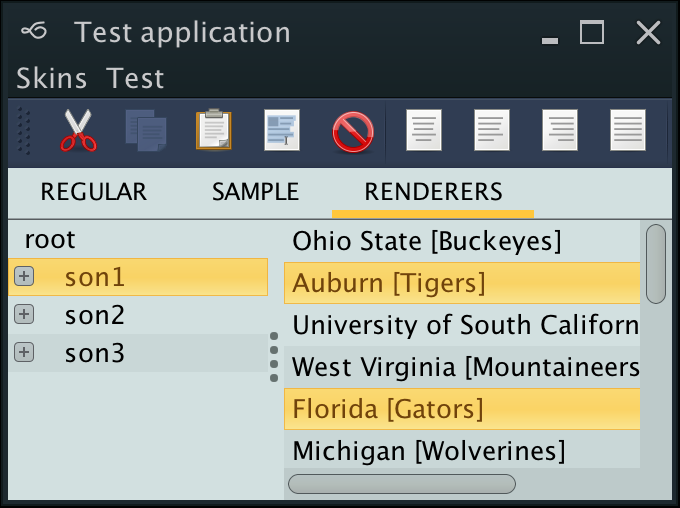 Test application
Skins Test
REGULAR SAMPLE RENDERERS
root
son1
son2
son3
Ohio State [Buckeyes]
Auburn [Tigers]
University of South Californ
West Virginia [Mountaineers
Florida [Gators]
Michigan [Wolverines]